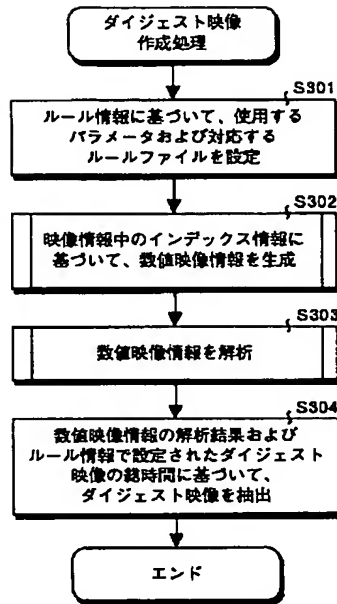 ダイジェスト映像
作成処理
S301
ルール情報に基づいて、使用する
パラメータおよび対応する
ルールファイルを設定
S302
映像情報中のインデックス情報に
基づいて、数値映像情報を生成
S303
数値映像情報を解析
S304
数値映像情報の解析結果および
ルール情報で設定されたダイジェスト
映像の総時間に基づいて、
ダイジェスト映像を抽出
エンド